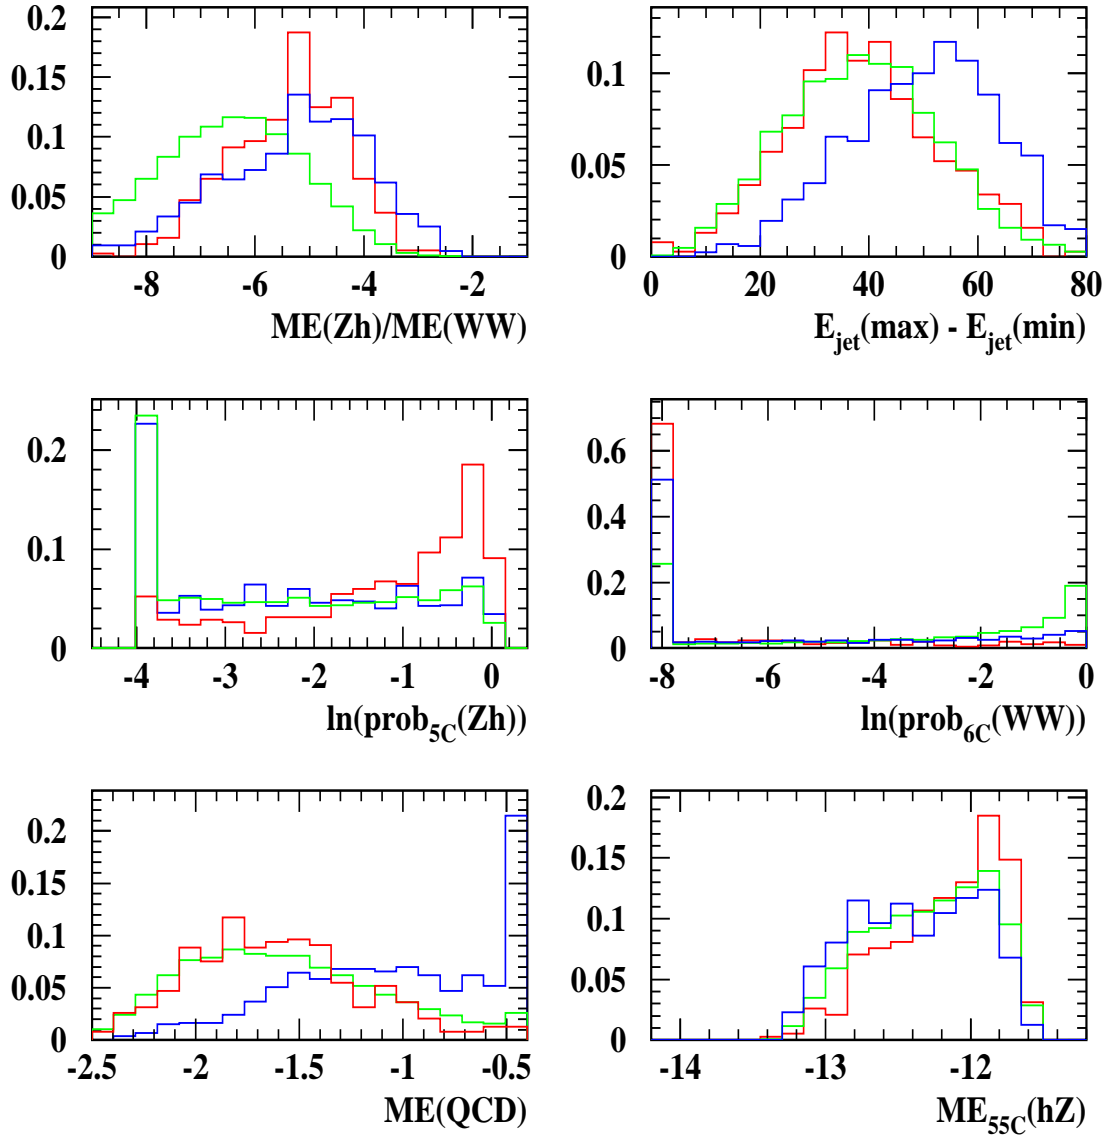 0.2
0.15
0.1
0.05
0
-8 -6 -4 -2
ME(Zh)/ME(WW)
0.1
0.05
0
0 20 40 60 80
E_jet(max) - E_jet(min)
0.2
0.1
0
-4 -3 -2 -1 0
ln(prob_5C(Zh))
0.6
0.4
0.2
0
-8 -6 -4 -2 0
ln(prob_6C(WW))
0.2
0.15
0.1
0.05
0
-2.5 -2 -1.5 -1 -0.5
ME(QCD)
0.2
0.15
0.1
0.05
0
-14 -13 -12
ME_55C(hZ)